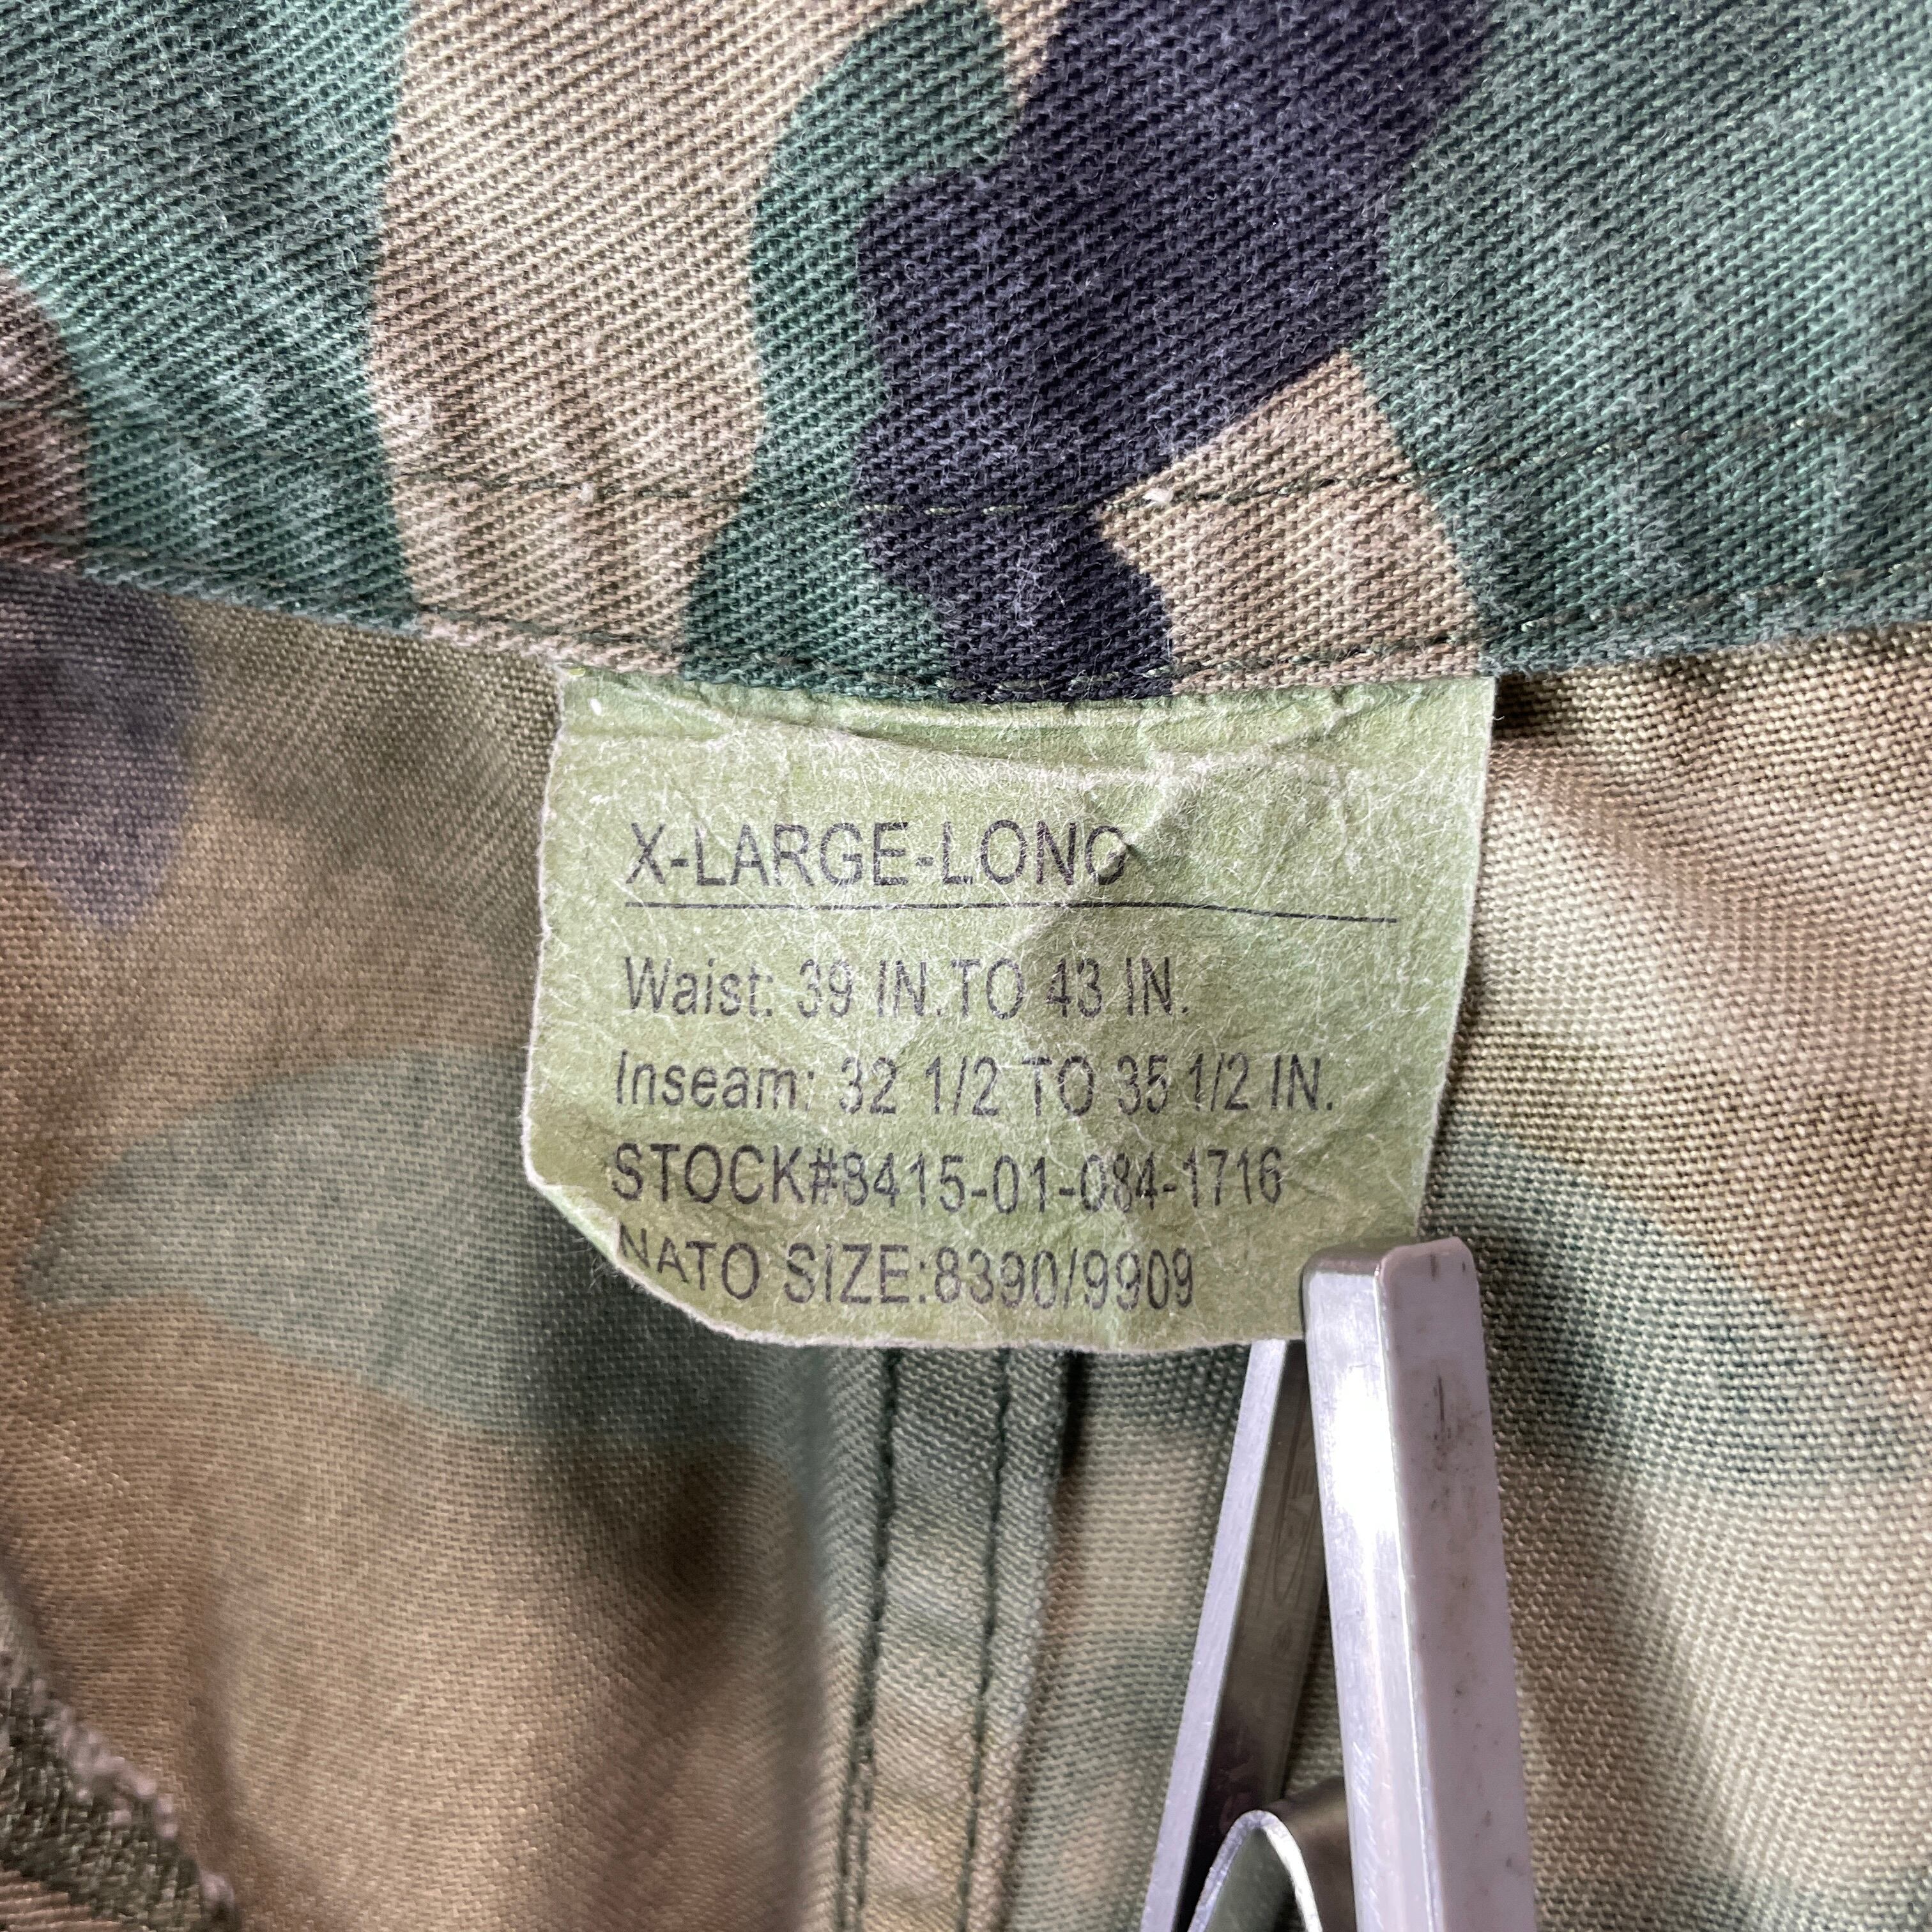 X-LARGE-LONG
Waist: 39 IN.TO 43 IN.
Inseam: 32 1/2 TO 35 1/2 IN.
STOCK#8415-01-084-1716
NATO SIZE:8390/9909